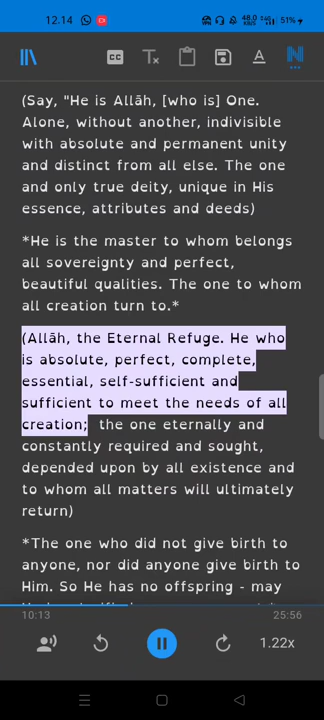 12.14
48.0
51%
CC
(Say, "He is Allāh, [who is] One.
Alone, without another, indivisible
with absolute and permanent unity
and distinct from all else. The one
and only true deity, unique in His
essence, attributes and deeds)
*He is the master to whom belongs
all sovereignty and perfect,
beautiful qualities. The one to whom
all creation turn to.*
(Allāh, the Eternal Refuge. He who
is absolute, perfect, complete,
essential, self-sufficient and
sufficient to meet the needs of all
creation; the one eternally and
constantly required and sought,
depended upon by all existence and
to whom all matters will ultimately
return)
*The one who did not give birth to
anyone, nor did anyone give birth to
Him. So He has no offspring - may
10:13
25:56
1.22x